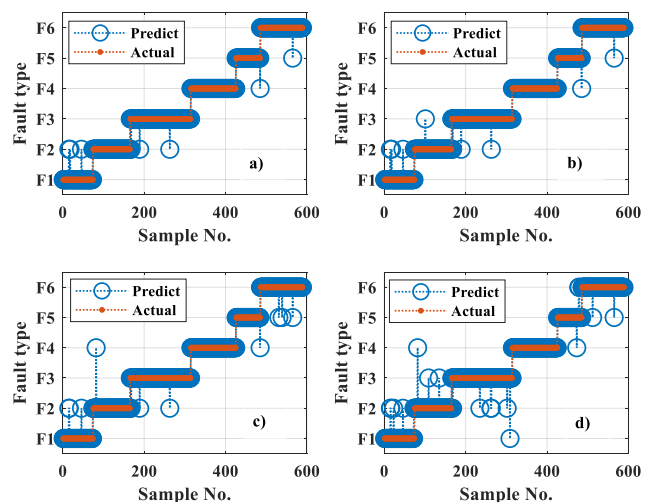 F6
F5
F4
F3
F2
F1
Fault type
Predict
Actual
a)
0
200
400
600
Sample No.
F6
F5
F4
F3
F2
F1
Fault type
Predict
Actual
b)
0
200
400
600
Sample No.
F6
F5
F4
F3
F2
F1
Fault type
Predict
Actual
c)
0
200
400
600
Sample No.
F6
F5
F4
F3
F2
F1
Fault type
Predict
Actual
d)
0
200
400
600
Sample No.